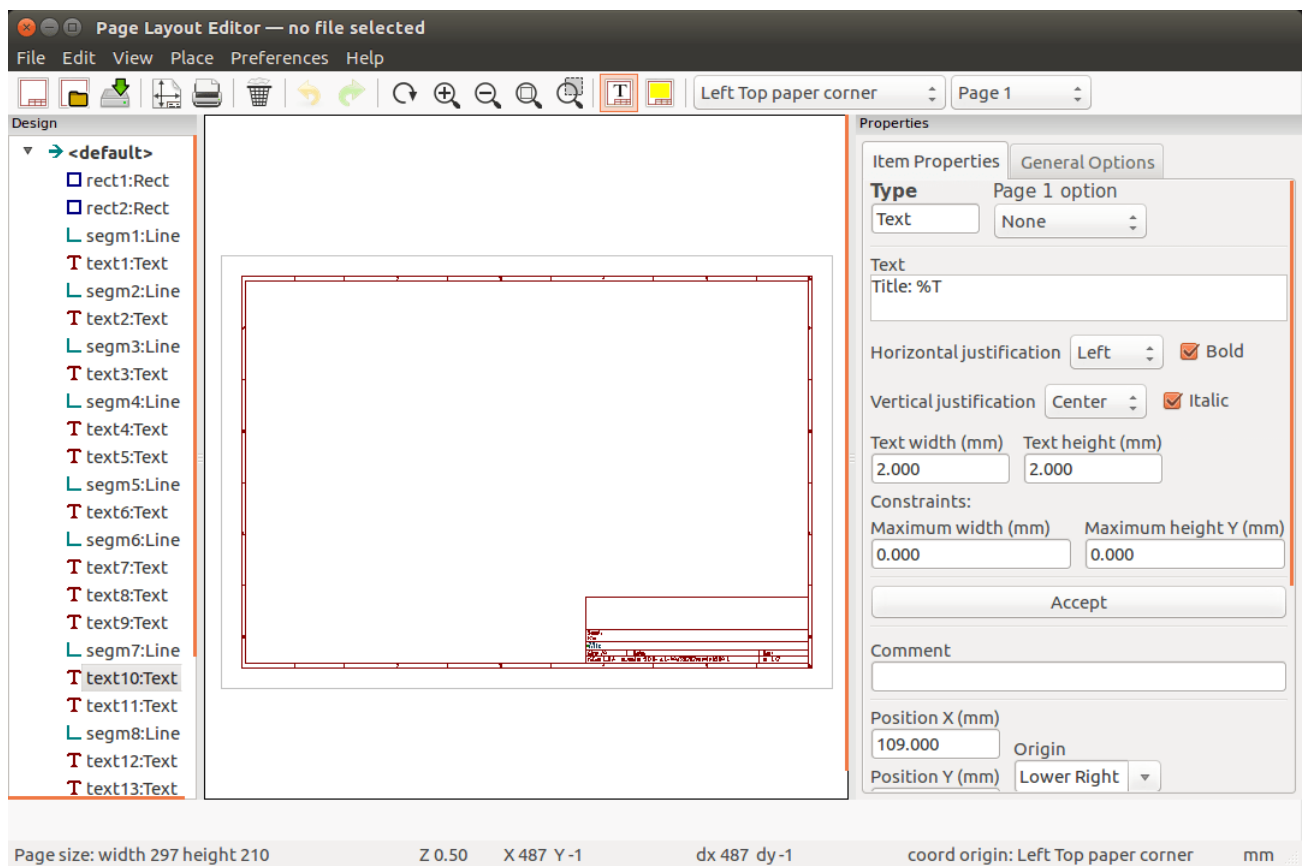 Page Layout Editor — no file selected
File Edit View Place Preferences Help
Left Top paper corner Page 1
Design
Properties
<default>
rect1:Rect
rect2:Rect
segm1:Line
text1:Text
segm2:Line
text2:Text
segm3:Line
text3:Text
segm4:Line
text4:Text
text5:Text
segm5:Line
text6:Text
segm6:Line
text7:Text
text8:Text
text9:Text
segm7:Line
text10:Text
text11:Text
segm8:Line
text12:Text
text13:Text
Item Properties General Options
Type Page 1 option
Text None
Text
Title: %T
Horizontal justification Left Bold
Vertical justification Center Italic
Text width (mm) Text height (mm)
2.000 2.000
Constraints:
Maximum width (mm) Maximum height Y (mm)
0.000 0.000
Accept
Comment
Position X (mm)
109.000 Origin
Position Y (mm) Lower Right
Page size: width 297 height 210 Z 0.50 X 487 Y -1 dx 487 dy -1 coord origin: Left Top paper corner mm